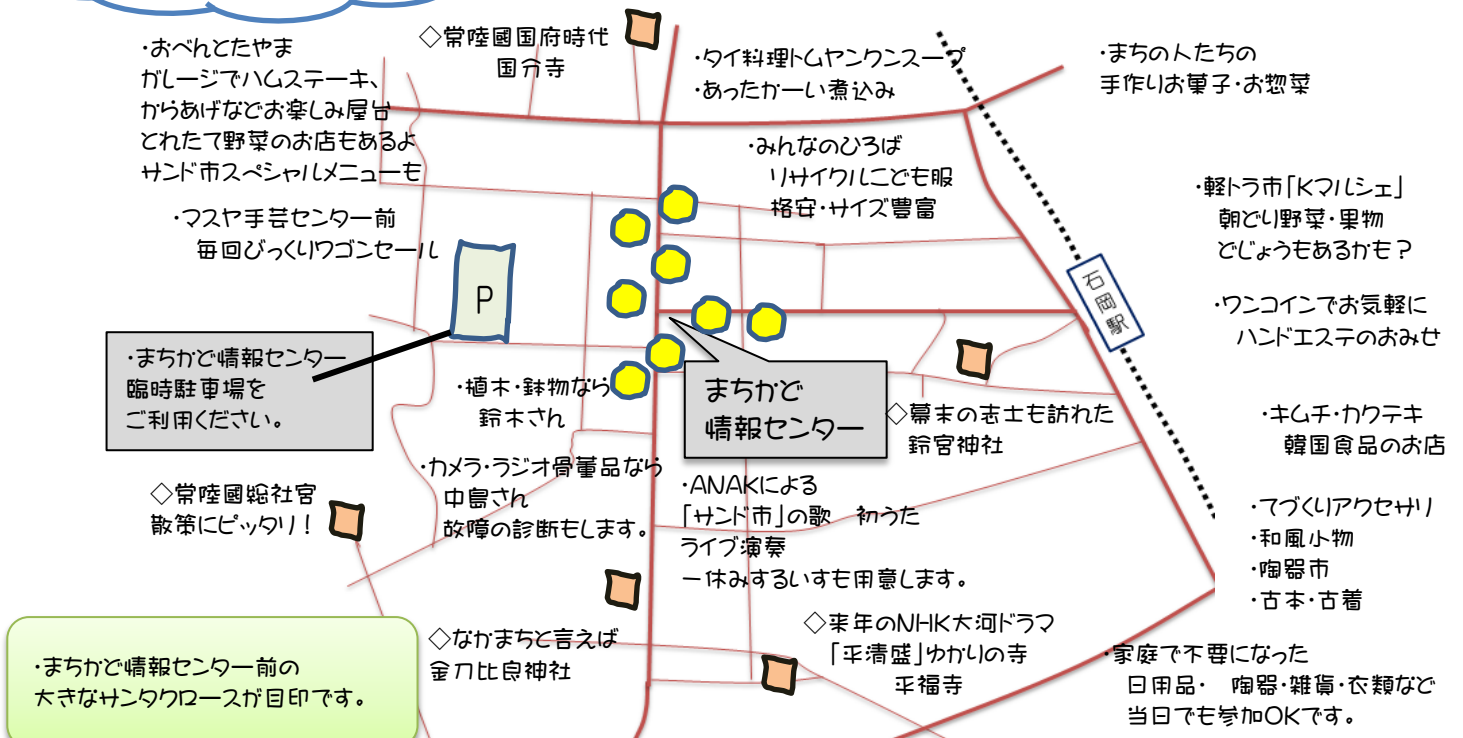 ・おべんとたやま
ガレージでハムステーキ、
からあげなどお楽しみ屋台
とれたて野菜のお店もあるよ
サンド市スペシャルメニューも
◇常陸國国府時代
国分寺
・タイ料理トムヤンクンスープ
・あったかーい煮込み
・まちの人たちの
手作りお菓子・お惣菜
・みんなのひろば
リサイクルこども服
格安・サイズ豊富
・マスヤ手芸センター前
毎回びっくりワゴンセール
P
・軽トラ市「Kマルシェ」
朝どり野菜・果物
どじょうもあるかも?
石岡駅
・ワンコインでお気軽に
ハンドエステのおみせ
・まちかど情報センター
臨時駐車場を
ご利用ください。
・植木・鉢物なら
鈴木さん
まちかど
情報センター
◇幕末の志士も訪れた
鈴宮神社
・キムチ・カクテキ
韓国食品のお店
・カメラ・ラジオ骨董品なら
中島さん
故障の診断もします。
◇常陸國総社宮
散策にピッタリ!
・ANAKによる
「サンド市」の歌 初うた
ライブ演奏
一休みするいすも用意します。
・てづくりアクセサリ
・和風小物
・陶器市
・古本・古着
◇なかまちと言えば
金刀比良神社
◇来年のNHK大河ドラマ
「平清盛」ゆかりの寺
平福寺
・まちかど情報センター前の
大きなサンタクロースが目印です。
・家庭で不要になった
日用品・ 陶器・雑貨・衣類など
当日でも参加OKです。